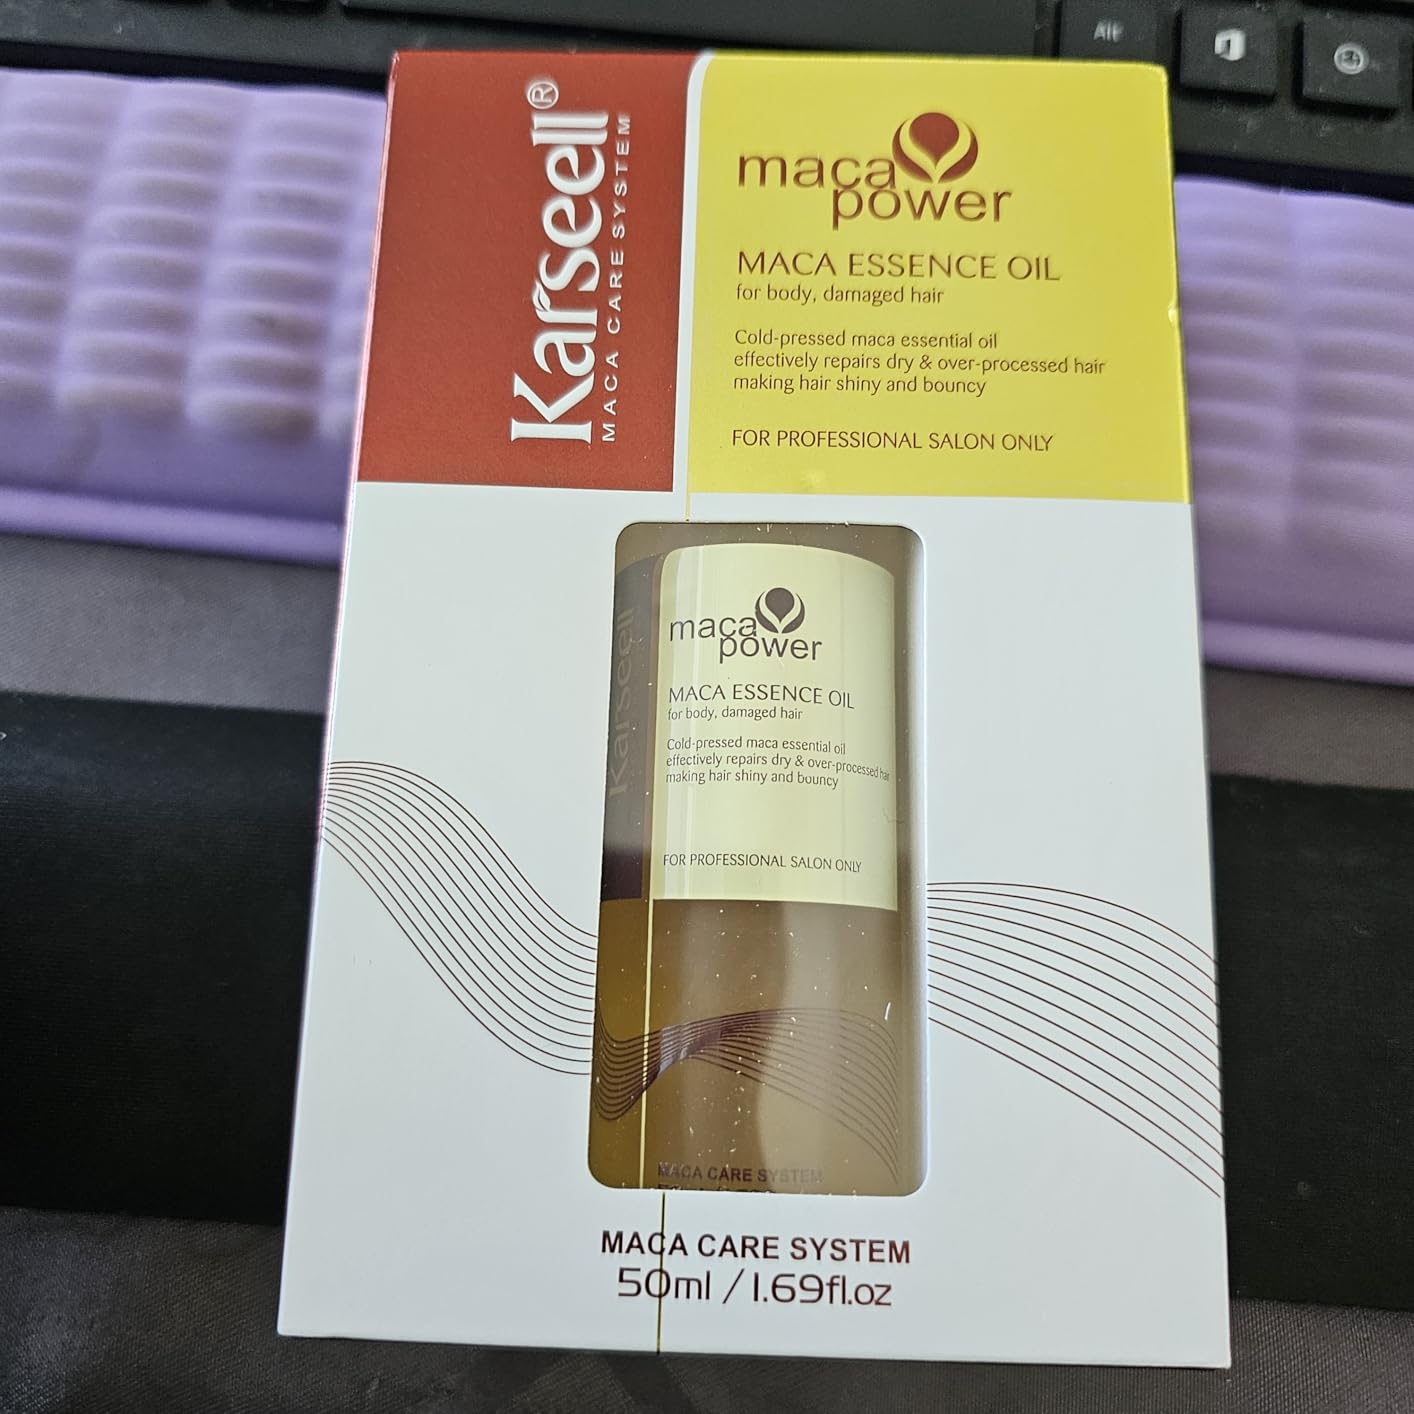 Alt
Karseell®
MACA CARE SYSTEM
maca
power
MACA ESSENCE OIL
for body, damaged hair
Cold-pressed maca essential oil
effectively repairs dry & over-processed hair
making hair shiny and bouncy
FOR PROFESSIONAL SALON ONLY
Karseell
maca
power
MACA ESSENCE OIL
for body, damaged hair
Cold-pressed maca essential oil
effectively repairs dry & over-processed hair
making hair shiny and bouncy
FOR PROFESSIONAL SALON ONLY
MACA CARE SYSTEM
MACA CARE SYSTEM
50ml / 1.69fl.oz